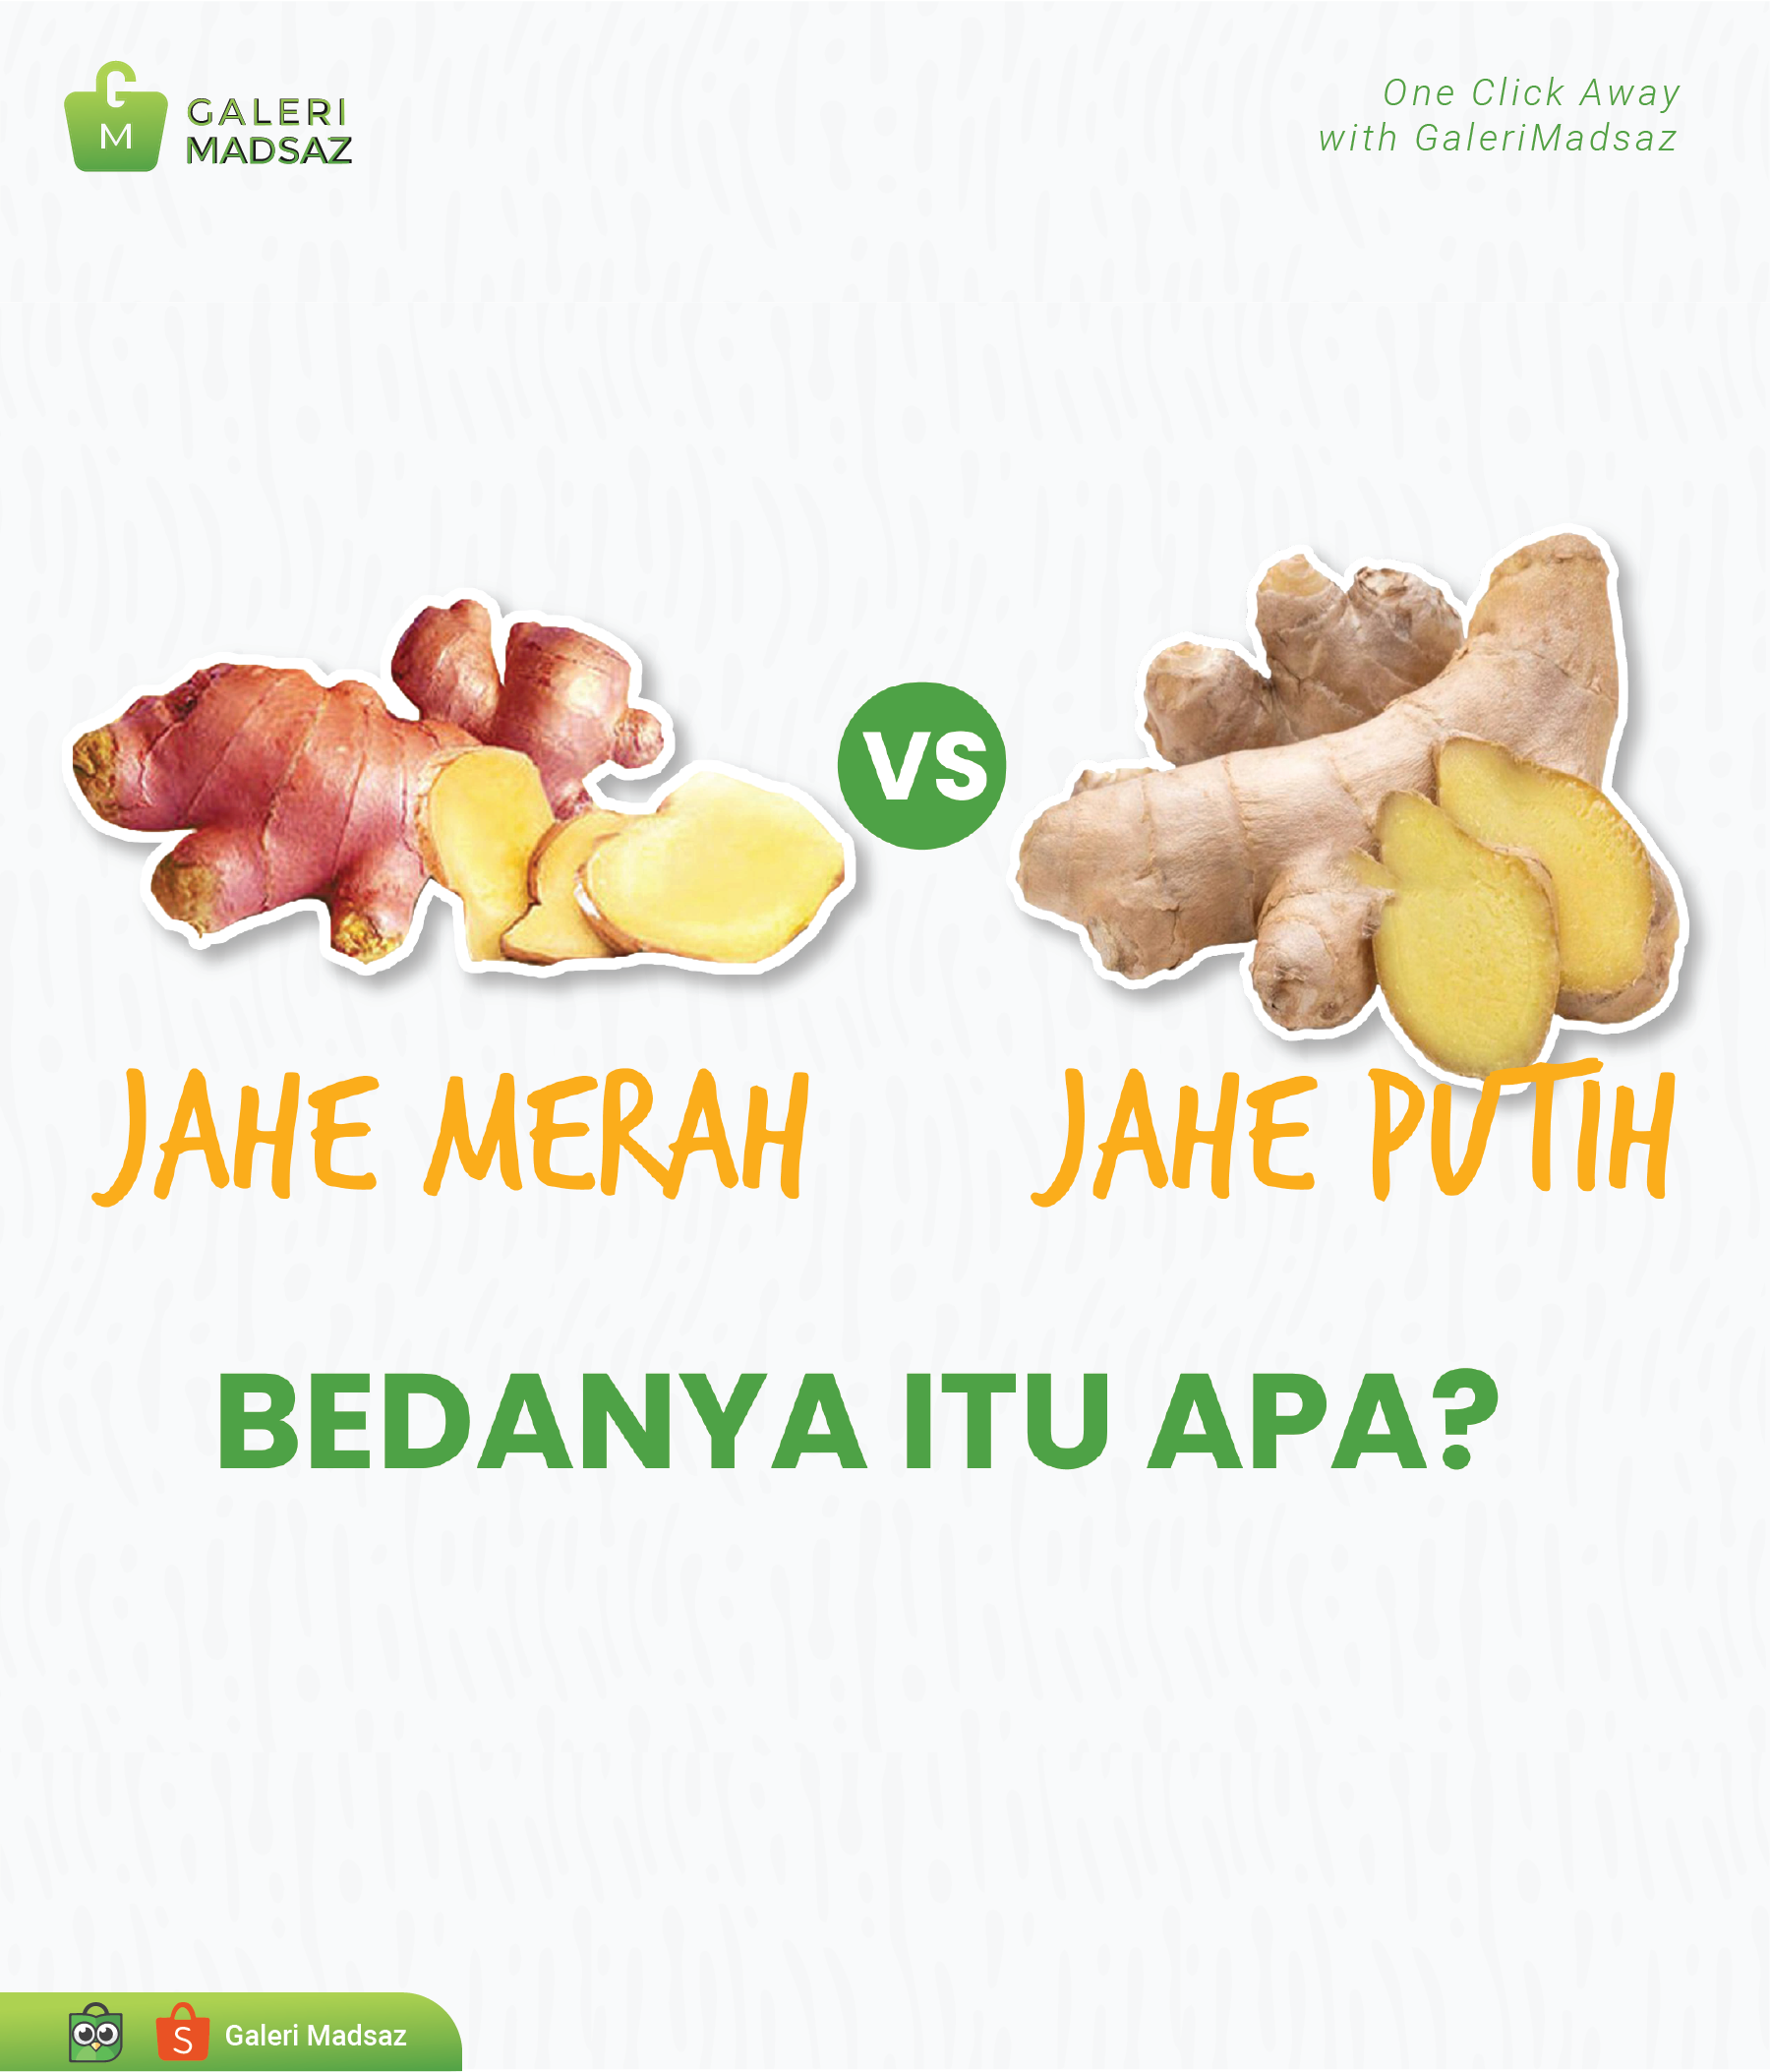 GALERI
MADSAZ
G
M
One Click Away
with GaleriMadsaz
VS
JAHE MERAH
JAHE PUTIH
BEDANYA ITU APA?
S
Galeri Madsaz